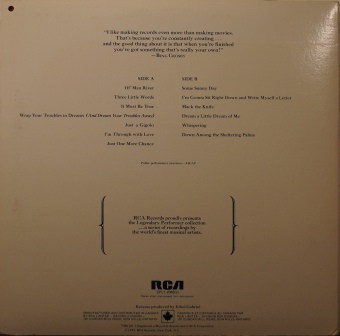 "I like making records even more than making movies.
That's because you're constantly creating . . .
and the good thing about it is that when you're finished
you've got something that's really your own!"
—BING CROSBY
SIDE A
Ol' Man River
Three Little Words
It Must Be True
Wrap Your Troubles in Dreams (And Dream Your Troubles Away)
Just a Gigolo
I'm Through with Love
Just One More Chance
SIDE B
Some Sunny Day
I'm Gonna Sit Right Down and Write Myself a Letter
Mack the Knife
Dream a Little Dream of Me
Whispering
Down Among the Sheltering Palms
RCA Records proudly presents
the Legendary Performer collection
. . . a series of recordings by
the world's finest musical artists.
RCA